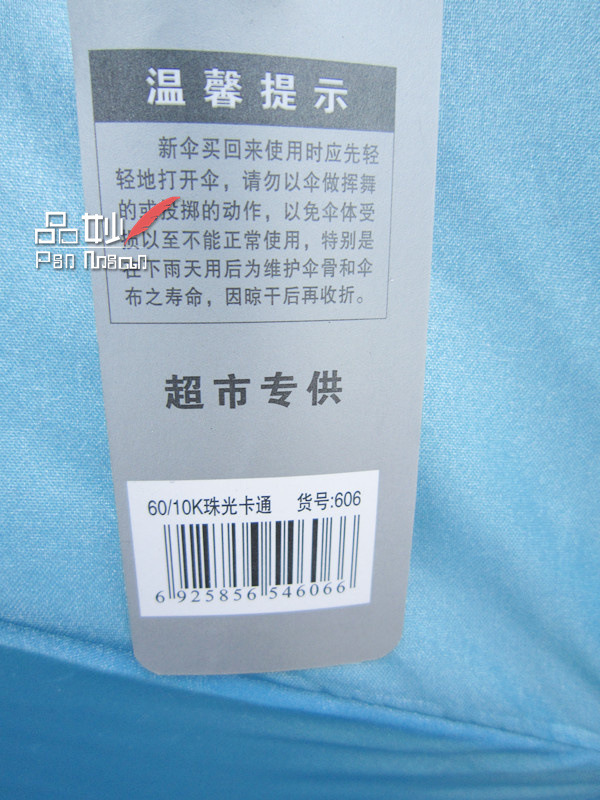 温馨提示
新伞买回来使用时应先轻
轻地打开伞，请勿以伞做挥舞
的或投掷的动作，以免伞体受
损以至不能正常使用，特别是
在下雨天用后为维护伞骨和伞
布之寿命，因晾干后再收折。
品妙
超市专供
60/10K珠光卡通 货号:606
6 925856 546066